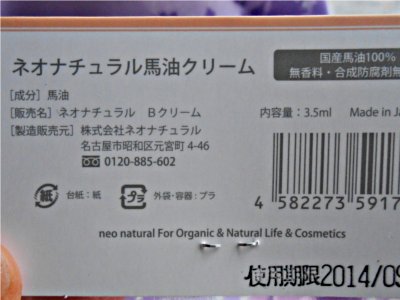 国産馬油100%
無香料・合成防腐剤無
ネオナチュラル馬油クリーム
[成分] 馬油
[販売名] ネオナチュラル Bクリーム
内容量：3.5ml Made in Ja
[製造販売元] 株式会社ネオナチュラル
名古屋市昭和区元宮町 4-46
0120-885-602
紙 台紙：紙
プラ 外袋・容器：プラ
4 582273 5917
neo natural For Organic & Natural Life & Cosmetics
使用期限2014/09